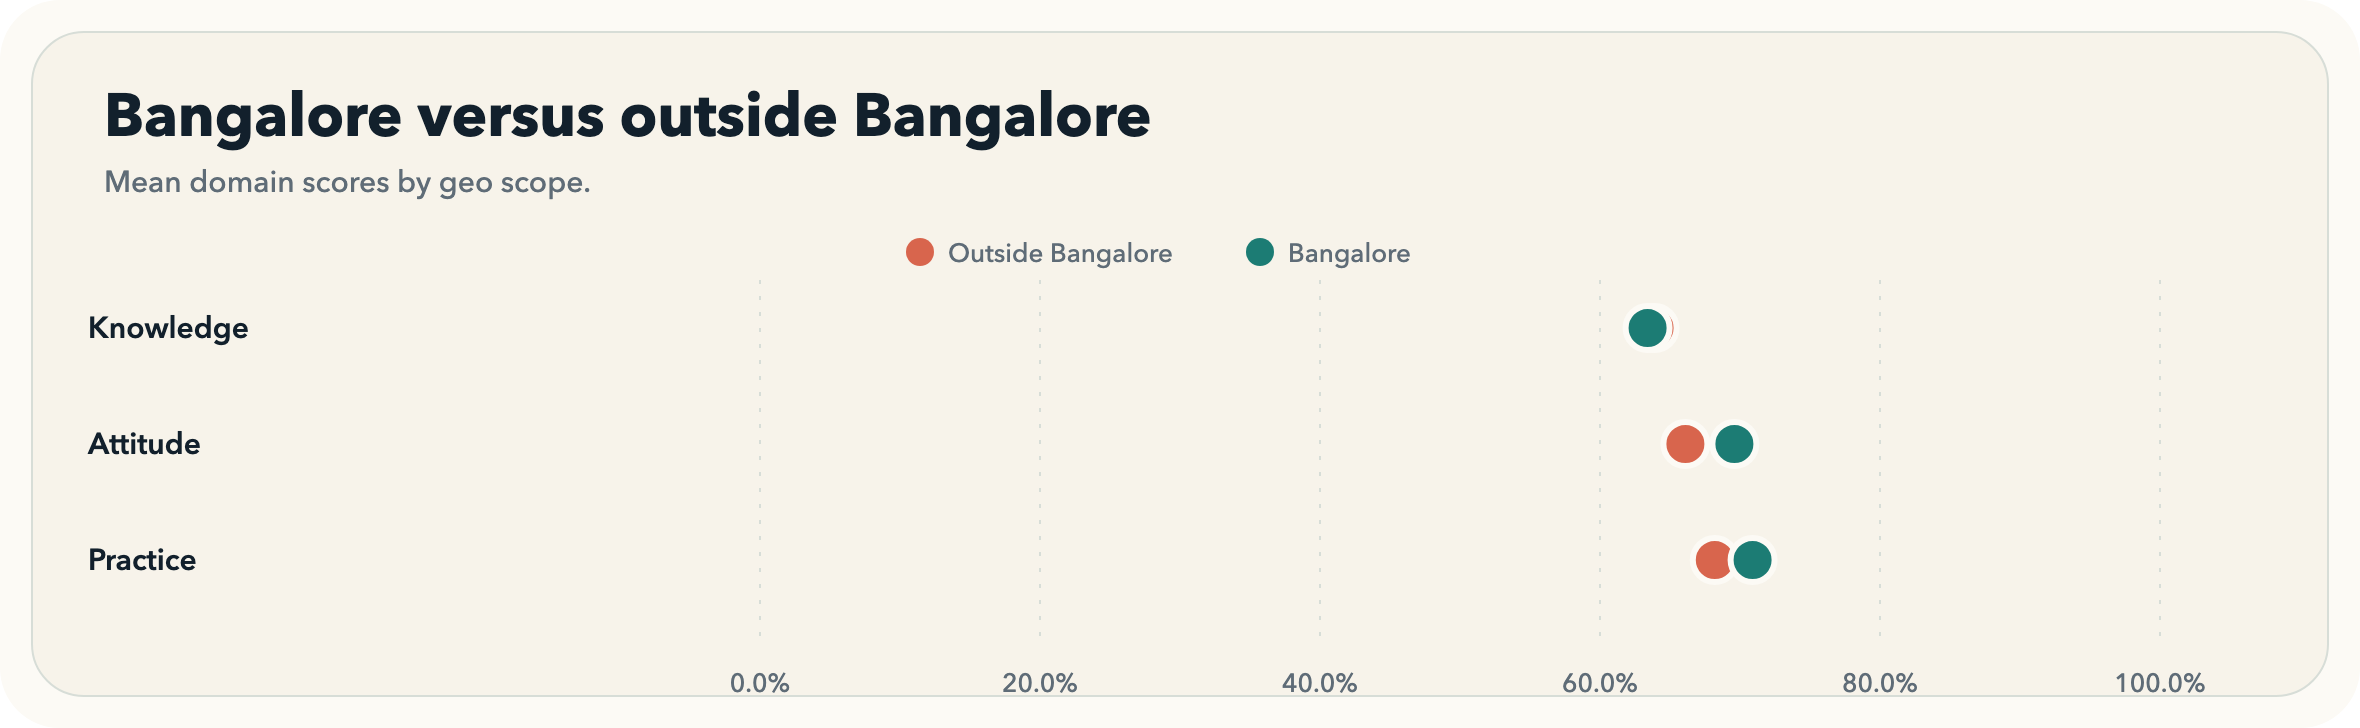 Bangalore versus outside Bangalore
Mean domain scores by geo scope.
Outside Bangalore Bangalore
Knowledge
Attitude
Practice
0.0% 20.0% 40.0% 60.0% 80.0% 100.0%